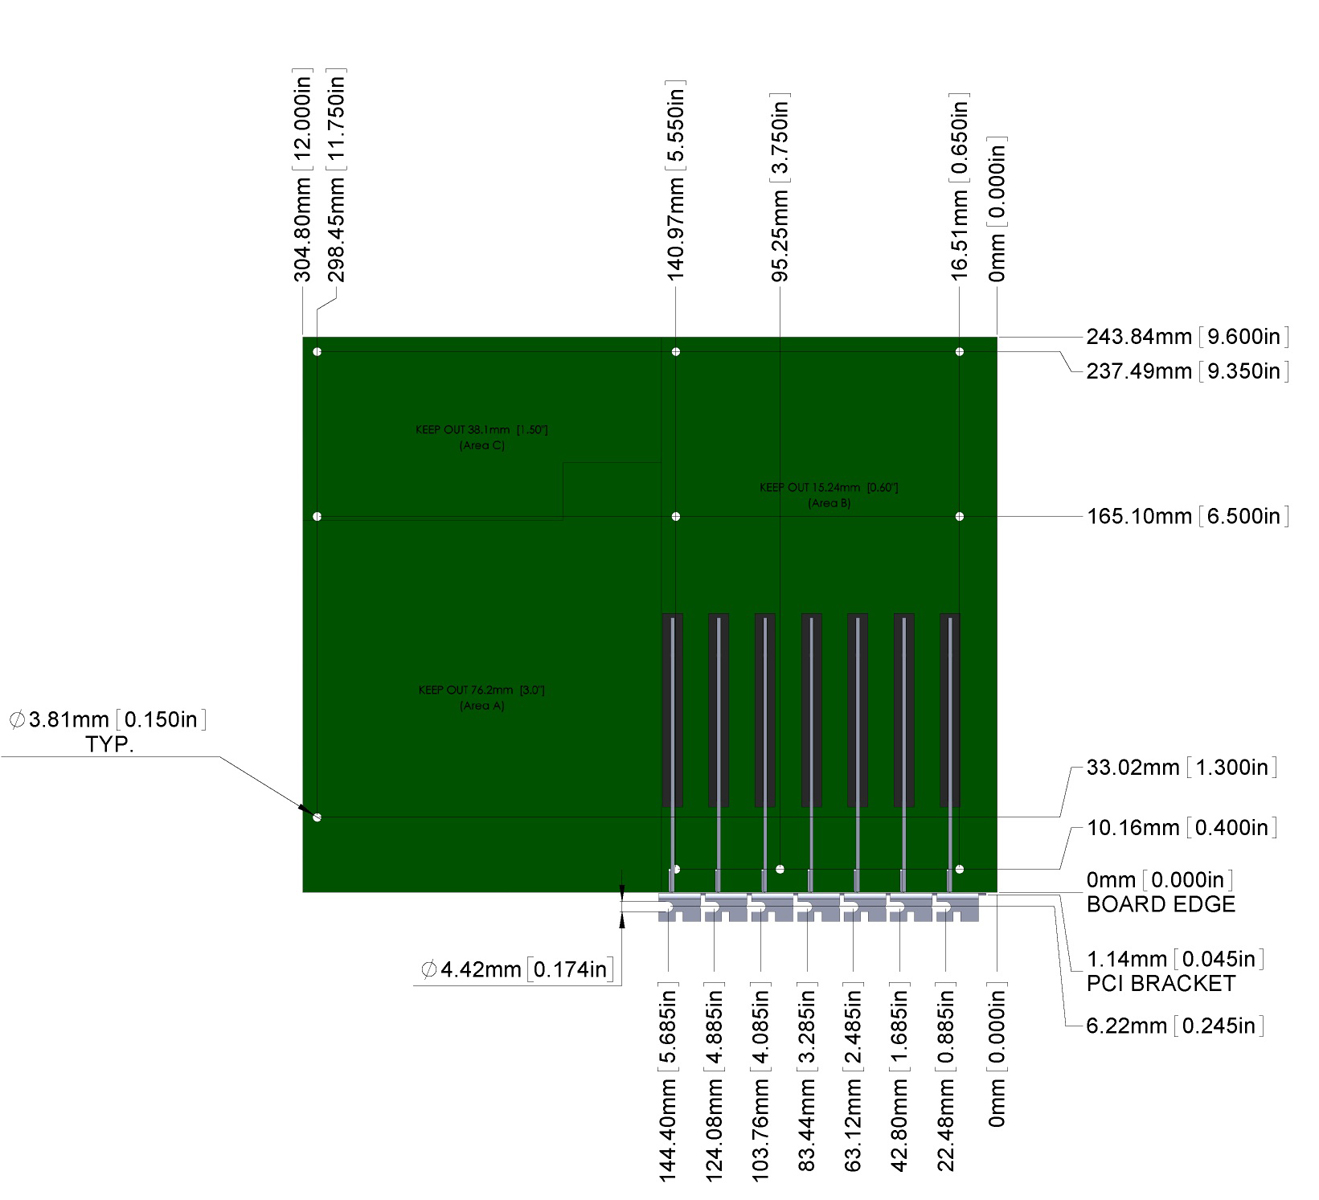 304.80mm [12.000in]
298.45mm [11.750in]
140.97mm [5.550in]
95.25mm [3.750in]
16.51mm [0.650in]
0mm [0.000in]
243.84mm [9.600in]
237.49mm [9.350in]
KEEP OUT 38.1mm [1.50"]
(Area C)
KEEP OUT 15.24mm [0.60"]
(Area B)
165.10mm [6.500in]
KEEP OUT 76.2mm [3.0"]
(Area A)
∅3.81mm [0.150in]
TYP.
33.02mm [1.300in]
10.16mm [0.400in]
0mm [0.000in]
BOARD EDGE
1.14mm [0.045in]
PCI BRACKET
∅4.42mm [0.174in]
6.22mm [0.245in]
144.40mm [5.685in]
124.08mm [4.885in]
103.76mm [4.085in]
83.44mm [3.285in]
63.12mm [2.485in]
42.80mm [1.685in]
22.48mm [0.885in]
0mm [0.000in]